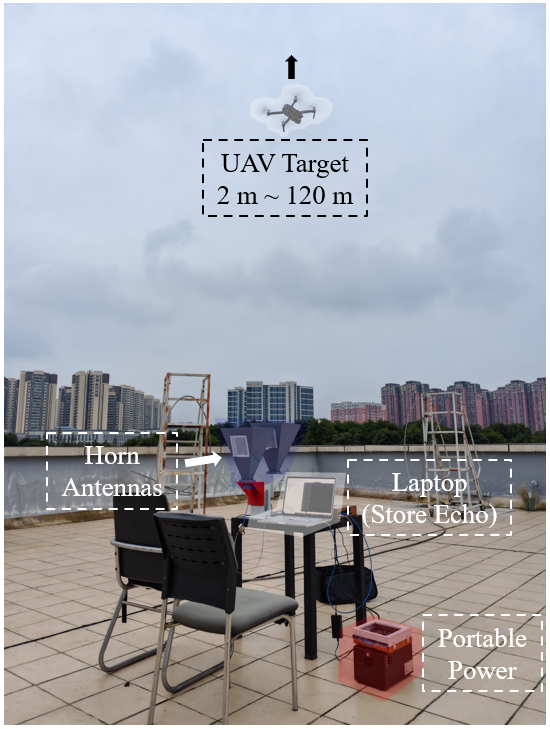 UAV Target
2 m ~ 120 m
Horn
Antennas
Laptop
(Store Echo)
Portable
Power